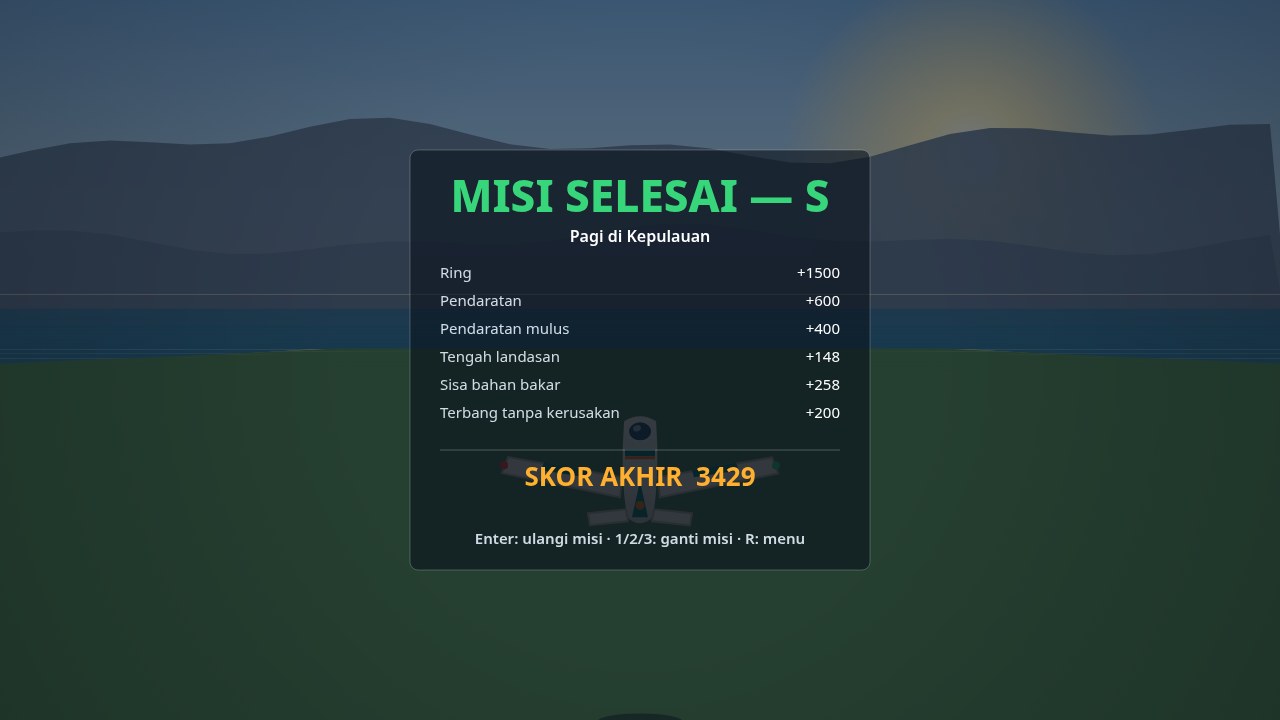 MISI SELESAI — S
Pagi di Kepulauan
Ring +1500
Pendaratan +600
Pendaratan mulus +400
Tengah landasan +148
Sisa bahan bakar +258
Terbang tanpa kerusakan +200
SKOR AKHIR 3429
Enter: ulangi misi · 1/2/3: ganti misi · R: menu